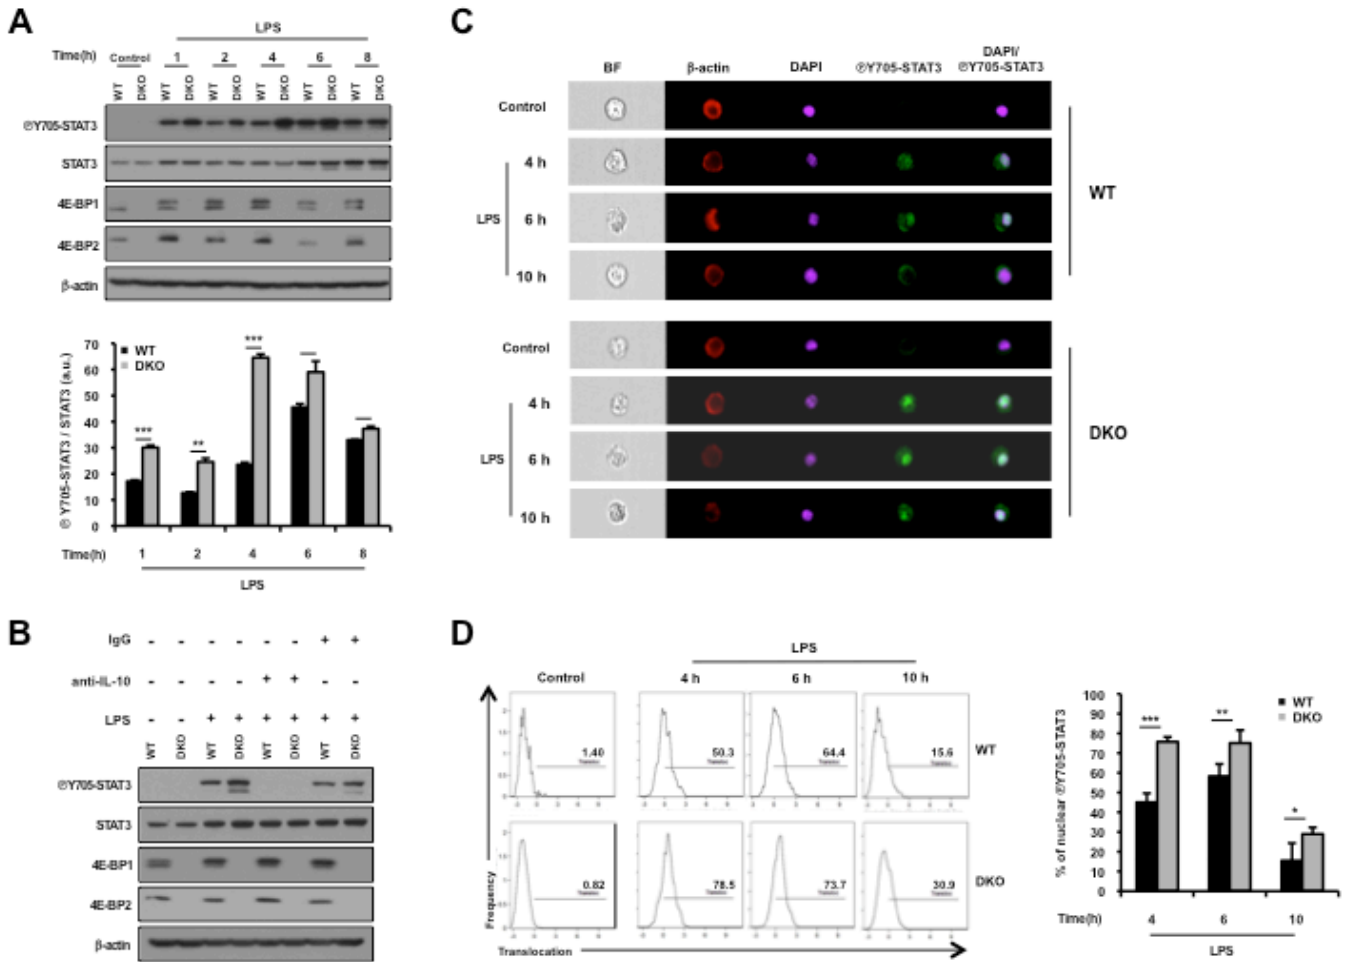 A
LPS
Time(h) Control 1 2 4 6 8
WT DKO WT DKO WT DKO WT DKO WT DKO WT DKO
℗Y705-STAT3
STAT3
4E-BP1
4E-BP2
β-actin
℗ Y705-STAT3 / STAT3 (a.u.)
70
60
50
40
30
20
10
0
WT
DKO
***
**
***
Time(h) 1 2 4 6 8
LPS
B
IgG - - - - - - + +
anti-IL-10 - - - - + + - -
LPS - - + + + + + +
WT DKO WT DKO WT DKO WT DKO
℗Y705-STAT3
STAT3
4E-BP1
4E-BP2
β-actin
C
BF β-actin DAPI ℗Y705-STAT3 DAPI/
℗Y705-STAT3
Control
4 h
LPS 6 h
10 h
WT
Control
4 h
LPS 6 h
10 h
DKO
D
LPS
Control 4 h 6 h 10 h
1.40 50.3 64.4 15.6
WT
0.82 78.5 73.7 30.9
DKO
Frequency
Translocation
% of nuclear ℗Y705-STAT3
100
90
80
70
60
50
40
30
20
10
0
WT
DKO
***
**
*
Time(h) 4 6 10
LPS